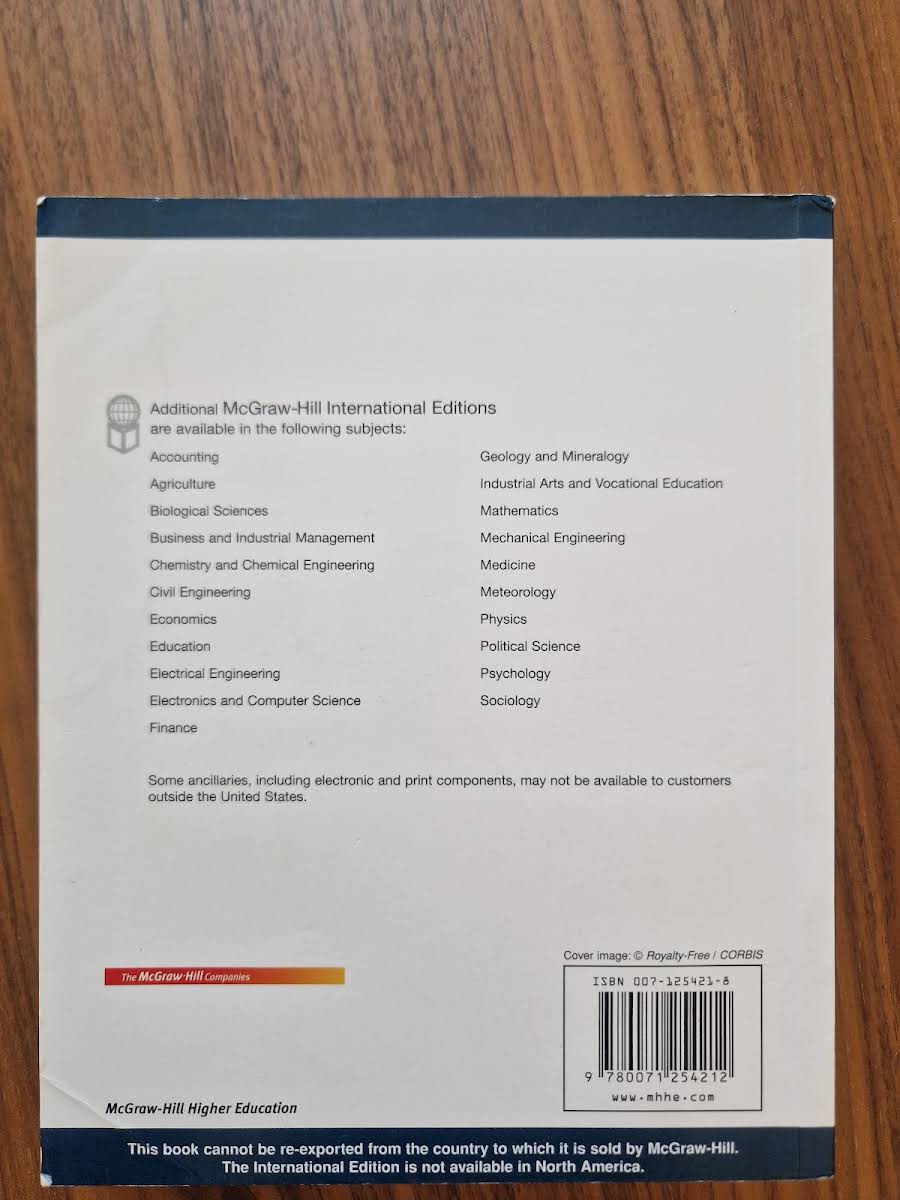 Additional McGraw-Hill International Editions
are available in the following subjects:
Accounting
Agriculture
Biological Sciences
Business and Industrial Management
Chemistry and Chemical Engineering
Civil Engineering
Economics
Education
Electrical Engineering
Electronics and Computer Science
Finance
Geology and Mineralogy
Industrial Arts and Vocational Education
Mathematics
Mechanical Engineering
Medicine
Meteorology
Physics
Political Science
Psychology
Sociology
Some ancillaries, including electronic and print components, may not be available to customers
outside the United States.
The McGraw·Hill Companies
Cover image: © Royalty-Free / CORBIS
ISBN 007-125421-8
9 780071 254212
www.mhhe.com
McGraw-Hill Higher Education
This book cannot be re-exported from the country to which it is sold by McGraw-Hill.
The International Edition is not available in North America.